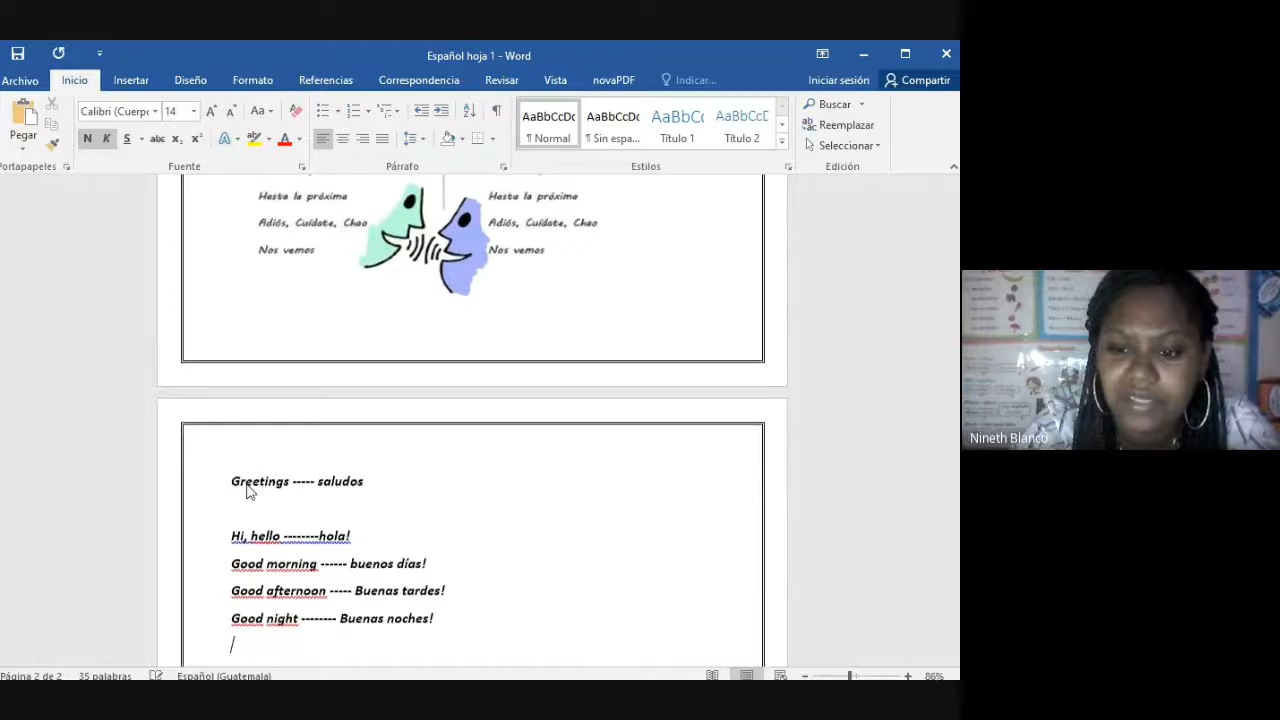 Español hoja 1 - Word
Archivo Inicio Insertar Diseño Formato Referencias Correspondencia Revisar Vista novaPDF Indicar... Iniciar sesión Compartir
Pegar
Calibri (Cuerpo 14
AaBbCcDc AaBbCcDc AaBbCc AaBbCcD
¶ Normal ¶ Sin espa... Título 1 Título 2
Buscar
Reemplazar
Seleccionar
Portapapeles Fuente Párrafo Estilos Edición
Hasta la próxima Hasta la próxima
Adiós, Cuídate, Chao Adiós, Cuídate, Chao
Nos vemos Nos vemos
Greetings ----- saludos
Hi, hello --------hola!
Good morning ------ buenos días!
Good afternoon ----- Buenas tardes!
Good night -------- Buenas noches!
Página 2 de 2 35 palabras Español (Guatemala) 86%
Nineth Blanco